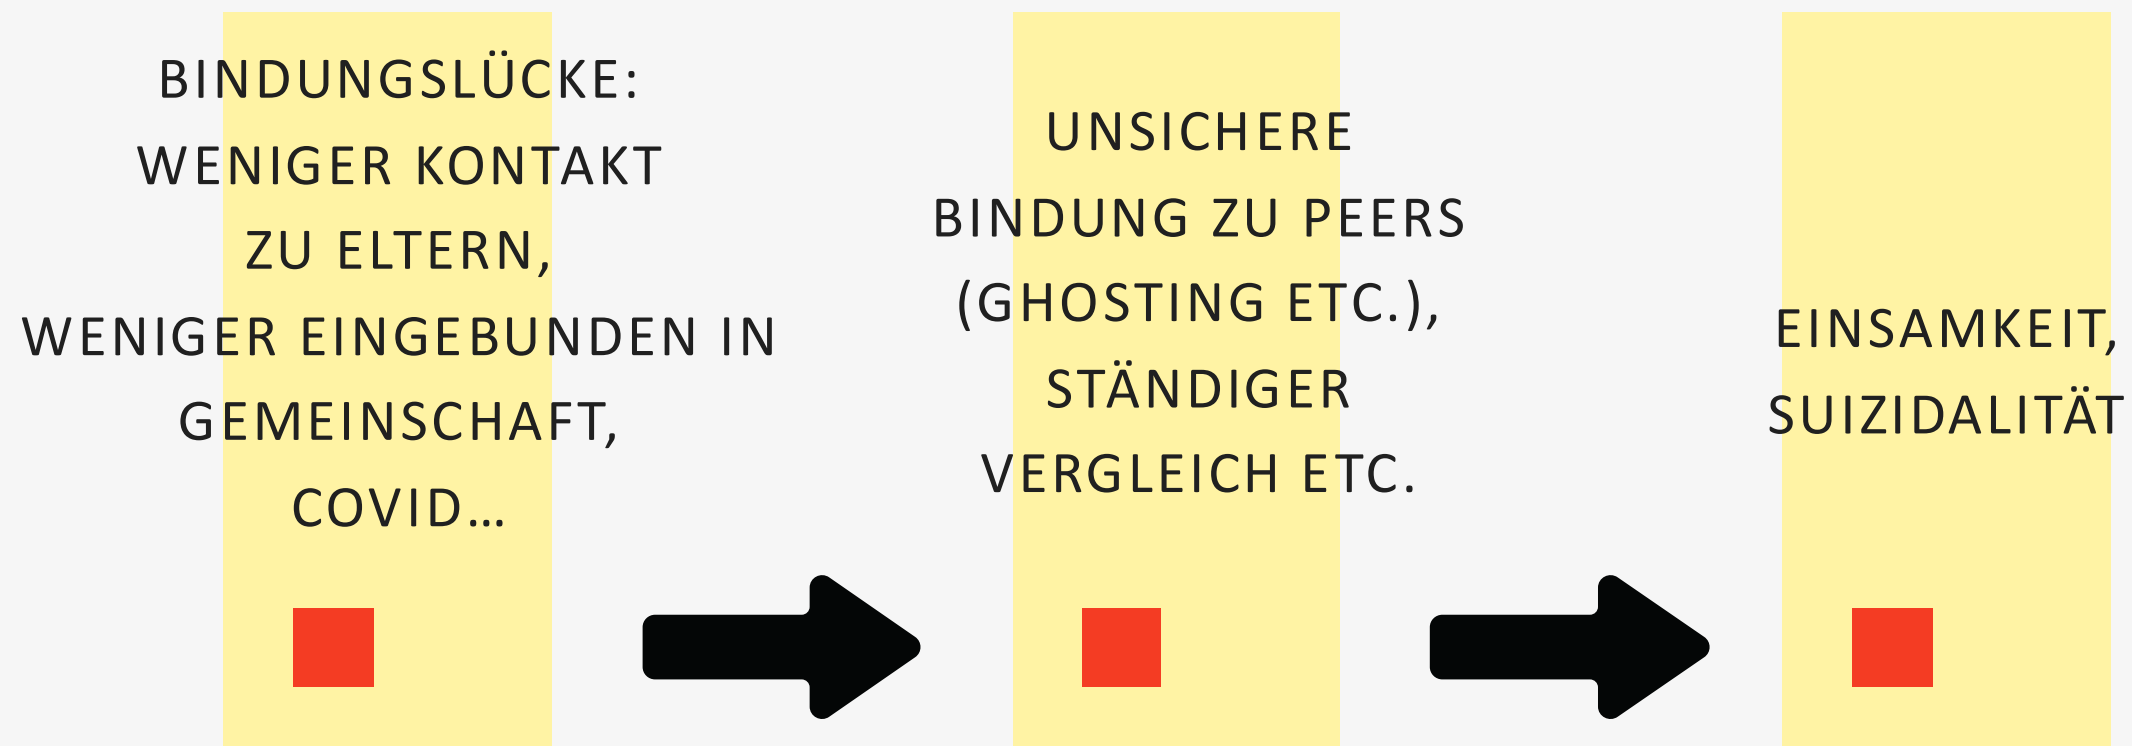 BINDUNGSLÜCKE:
WENIGER KONTAKT
ZU ELTERN,
WENIGER EINGEBUNDEN IN
GEMEINSCHAFT,
COVID…
UNSICHERE
BINDUNG ZU PEERS
(GHOSTING ETC.),
STÄNDIGER
VERGLEICH ETC.
EINSAMKEIT,
SUIZIDALITÄT